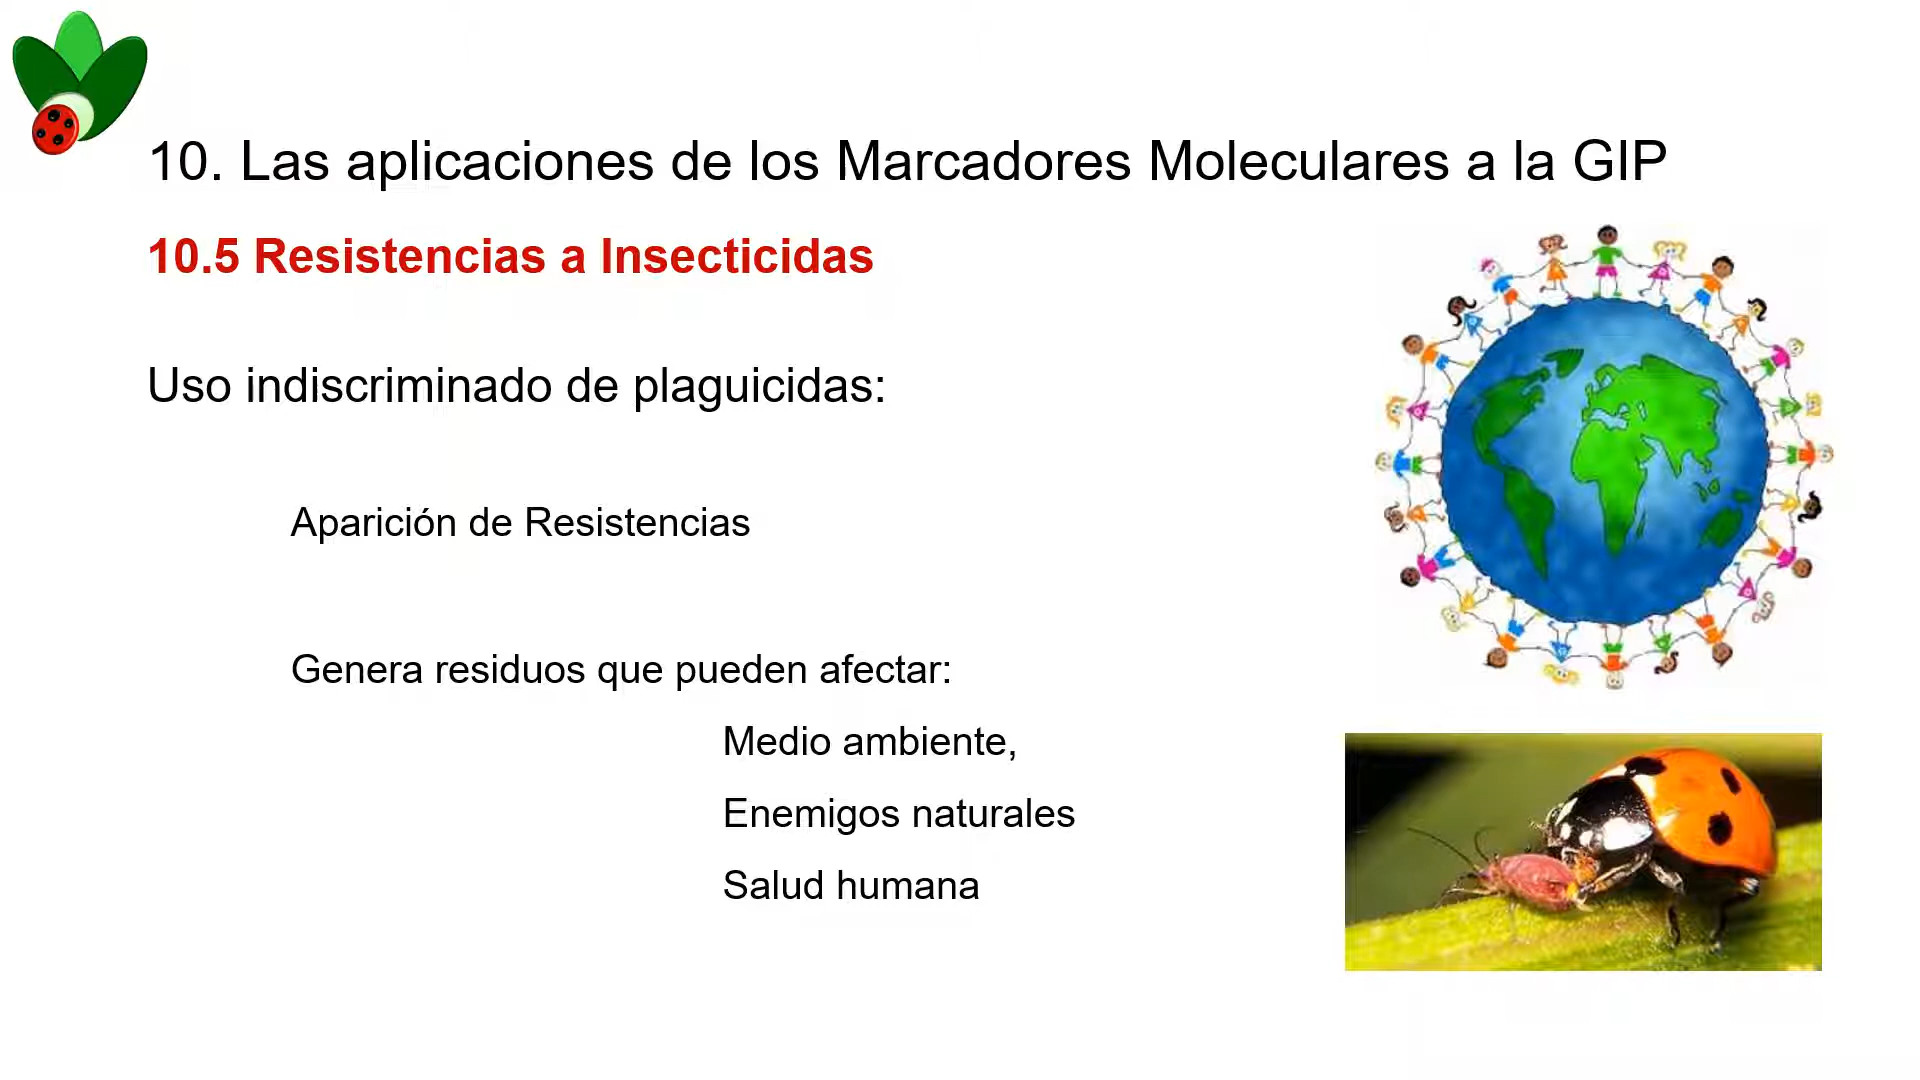 10. Las aplicaciones de los Marcadores Moleculares a la GIP
10.5 Resistencias a Insecticidas
Uso indiscriminado de plaguicidas:
Aparición de Resistencias
Genera residuos que pueden afectar:
Medio ambiente,
Enemigos naturales
Salud humana